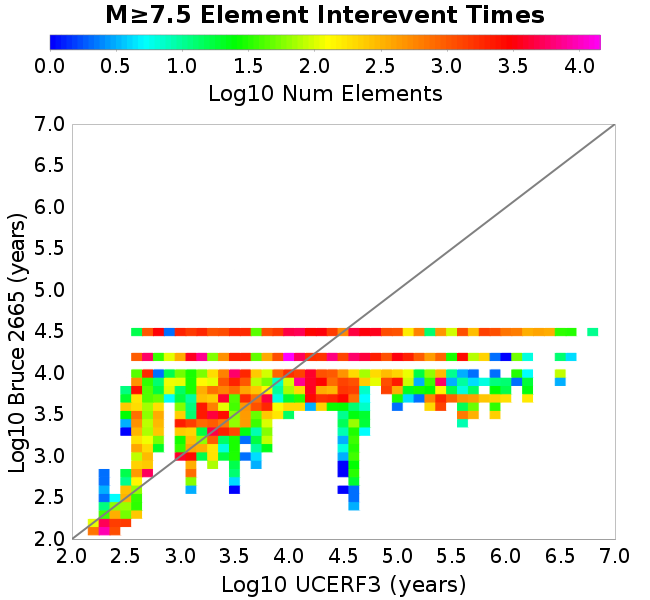 M≥7.5 Element Interevent Times
0.0 0.5 1.0 1.5 2.0 2.5 3.0 3.5 4.0
Log10 Num Elements
7.0
6.5
6.0
5.5
5.0
4.5
4.0
3.5
3.0
2.5
2.0
Log10 Bruce 2665 (years)
2.0 2.5 3.0 3.5 4.0 4.5 5.0 5.5 6.0 6.5 7.0
Log10 UCERF3 (years)